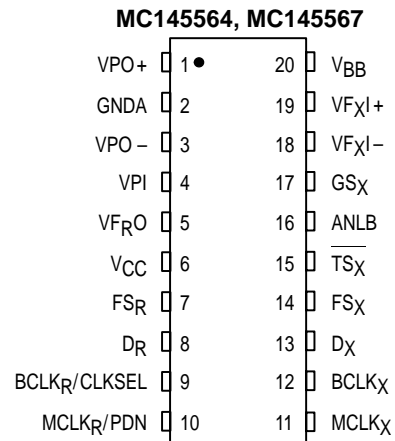 MC145564, MC145567
VPO+ 1 20 VBB
GNDA 2 19 VFXI+
VPO– 3 18 VFXI–
VPI 4 17 GSX
VFRO 5 16 ANLB
VCC 6 15 TSX
FSR 7 14 FSX
DR 8 13 DX
BCLKR/CLKSEL 9 12 BCLKX
MCLKR/PDN 10 11 MCLKX